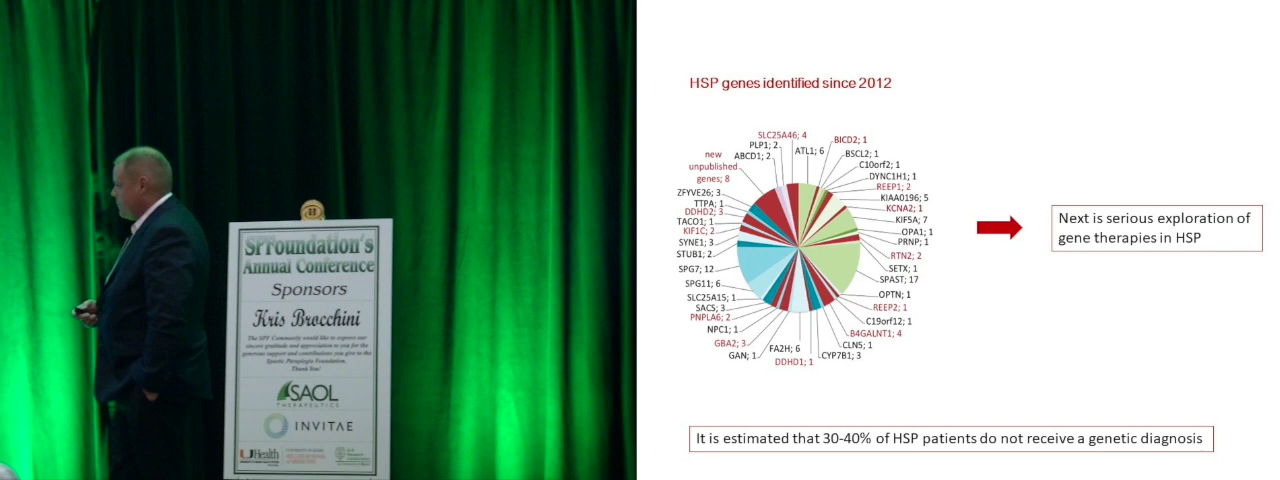 SPFoundation's
Annual Conference
Sponsors
Kris Brocchini
The SPF Community would like to express our
sincere gratitude and appreciation to you for the
generous support and contributions you give to the
Spastic Paraplegia Foundation.
Thank You!
SAOL
THERAPEUTICS
INVITAE
UHealth
HSP genes identified since 2012
SLC25A46; 4
PLP1; 2
ABCD1; 2
new
unpublished
genes; 8
ZFYVE26; 3
TTPA; 1
DDHD2; 3
TACO1; 1
KIF1C; 2
SYNE1; 3
STUB1; 2
SPG7; 12
SPG11; 6
SLC25A15; 1
SACS; 3
PNPLA6; 2
NPC1; 1
GBA2; 3
GAN; 1
FA2H; 6
DDHD1; 1
ATL1; 6
BICD2; 1
BSCL2; 1
C10orf2; 1
DYNC1H1; 1
REEP1; 2
KIAA0196; 5
KCNA2; 1
KIF5A; 7
OPA1; 1
PRNP; 1
RTN2; 2
SETX; 1
SPAST; 17
OPTN; 1
REEP2; 1
C19orf12; 1
B4GALNT1; 4
CLN5; 1
CYP7B1; 3
Next is serious exploration of
gene therapies in HSP
It is estimated that 30-40% of HSP patients do not receive a genetic diagnosis